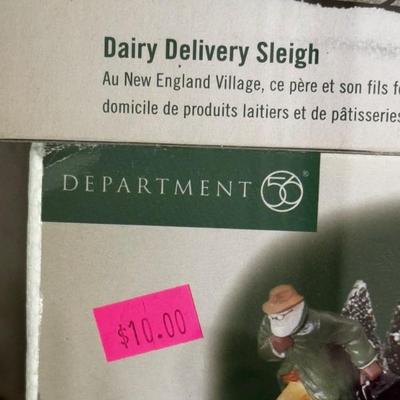 Dairy Delivery Sleigh
Au New England Village, ce père et son fils
domicile de produits laitiers et de pâtisseries
DEPARTMENT 56®
$10.00